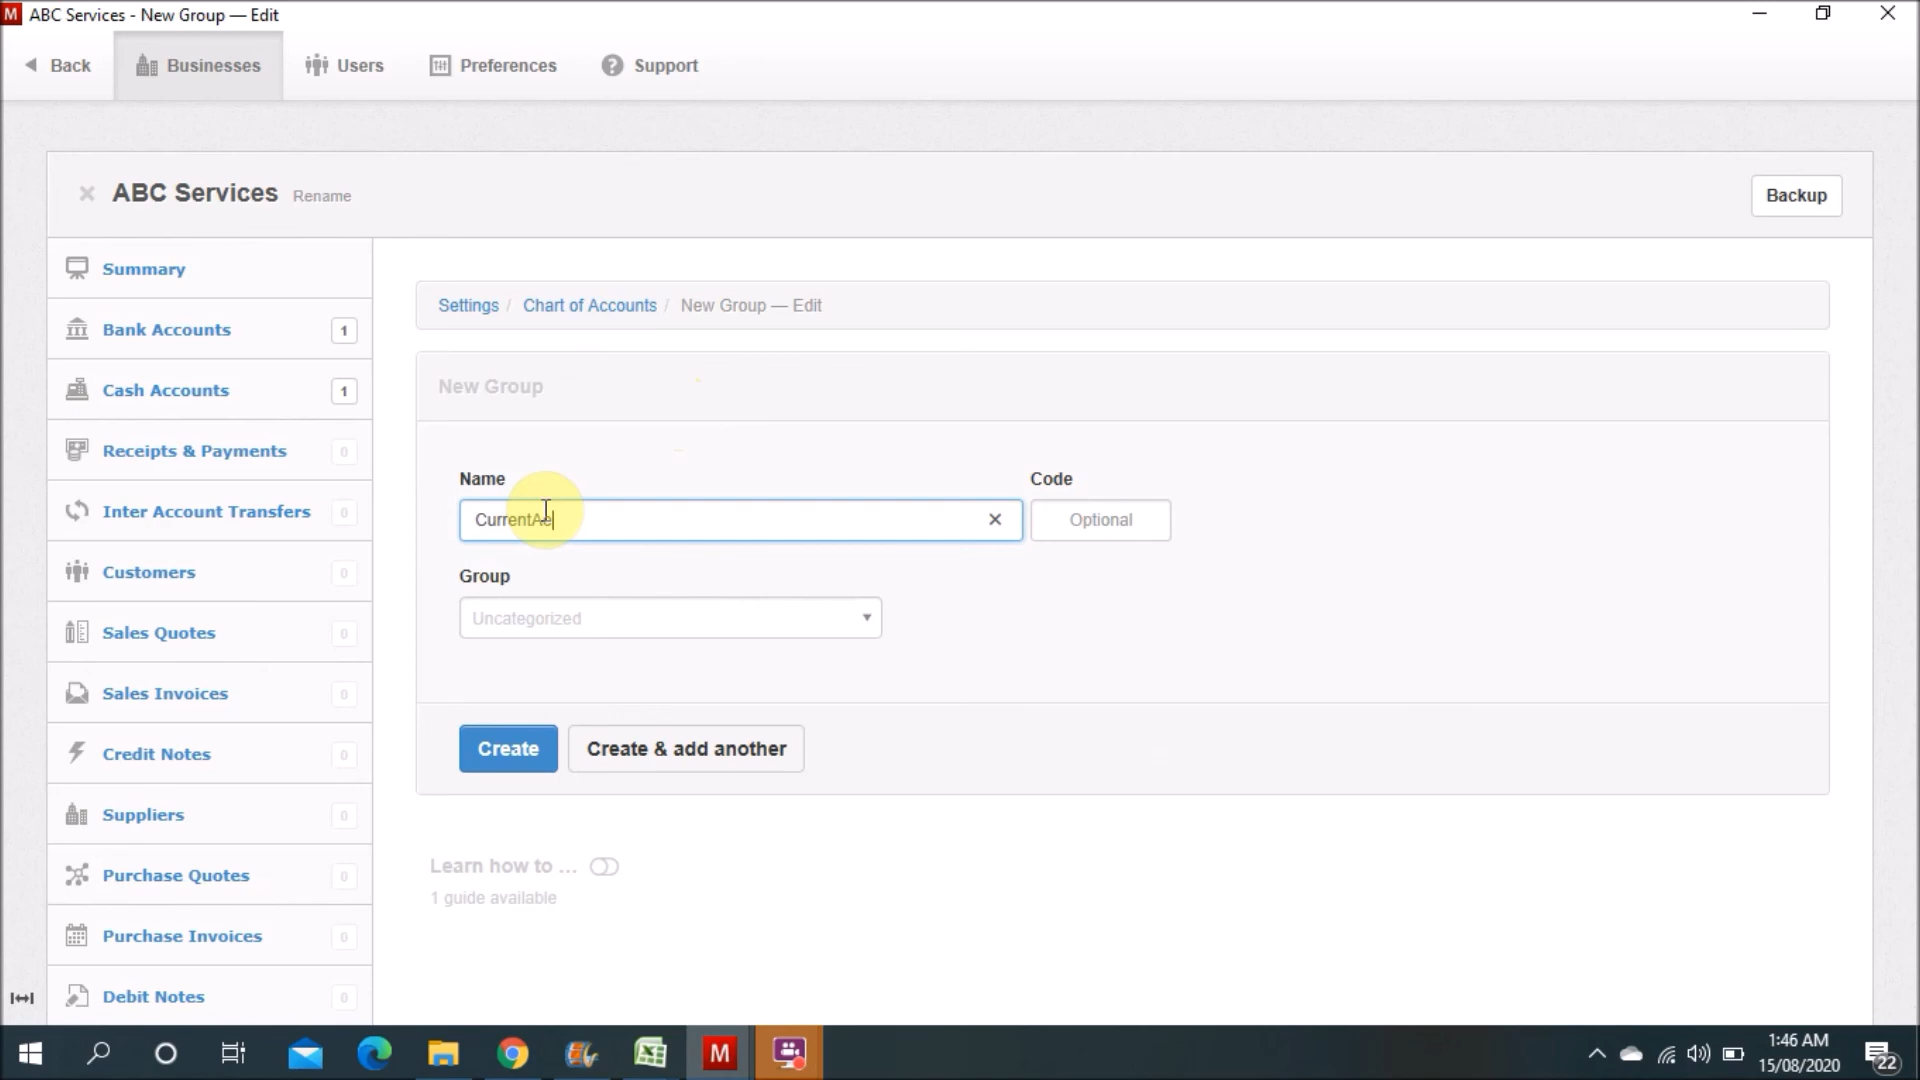 M ABC Services - New Group — Edit
Back Businesses Users Preferences Support
ABC Services Rename Backup
Summary
Bank Accounts 1
Cash Accounts 1
Receipts & Payments 0
Inter Account Transfers 0
Customers 0
Sales Quotes 0
Sales Invoices 0
Credit Notes 0
Suppliers 0
Purchase Quotes 0
Purchase Invoices 0
Debit Notes 0
Settings / Chart of Accounts / New Group — Edit
New Group
Name Code
CurrentAe Optional
Group
Uncategorized
Create Create & add another
Learn how to ...
1 guide available
M
1:46 AM
15/08/2020
22